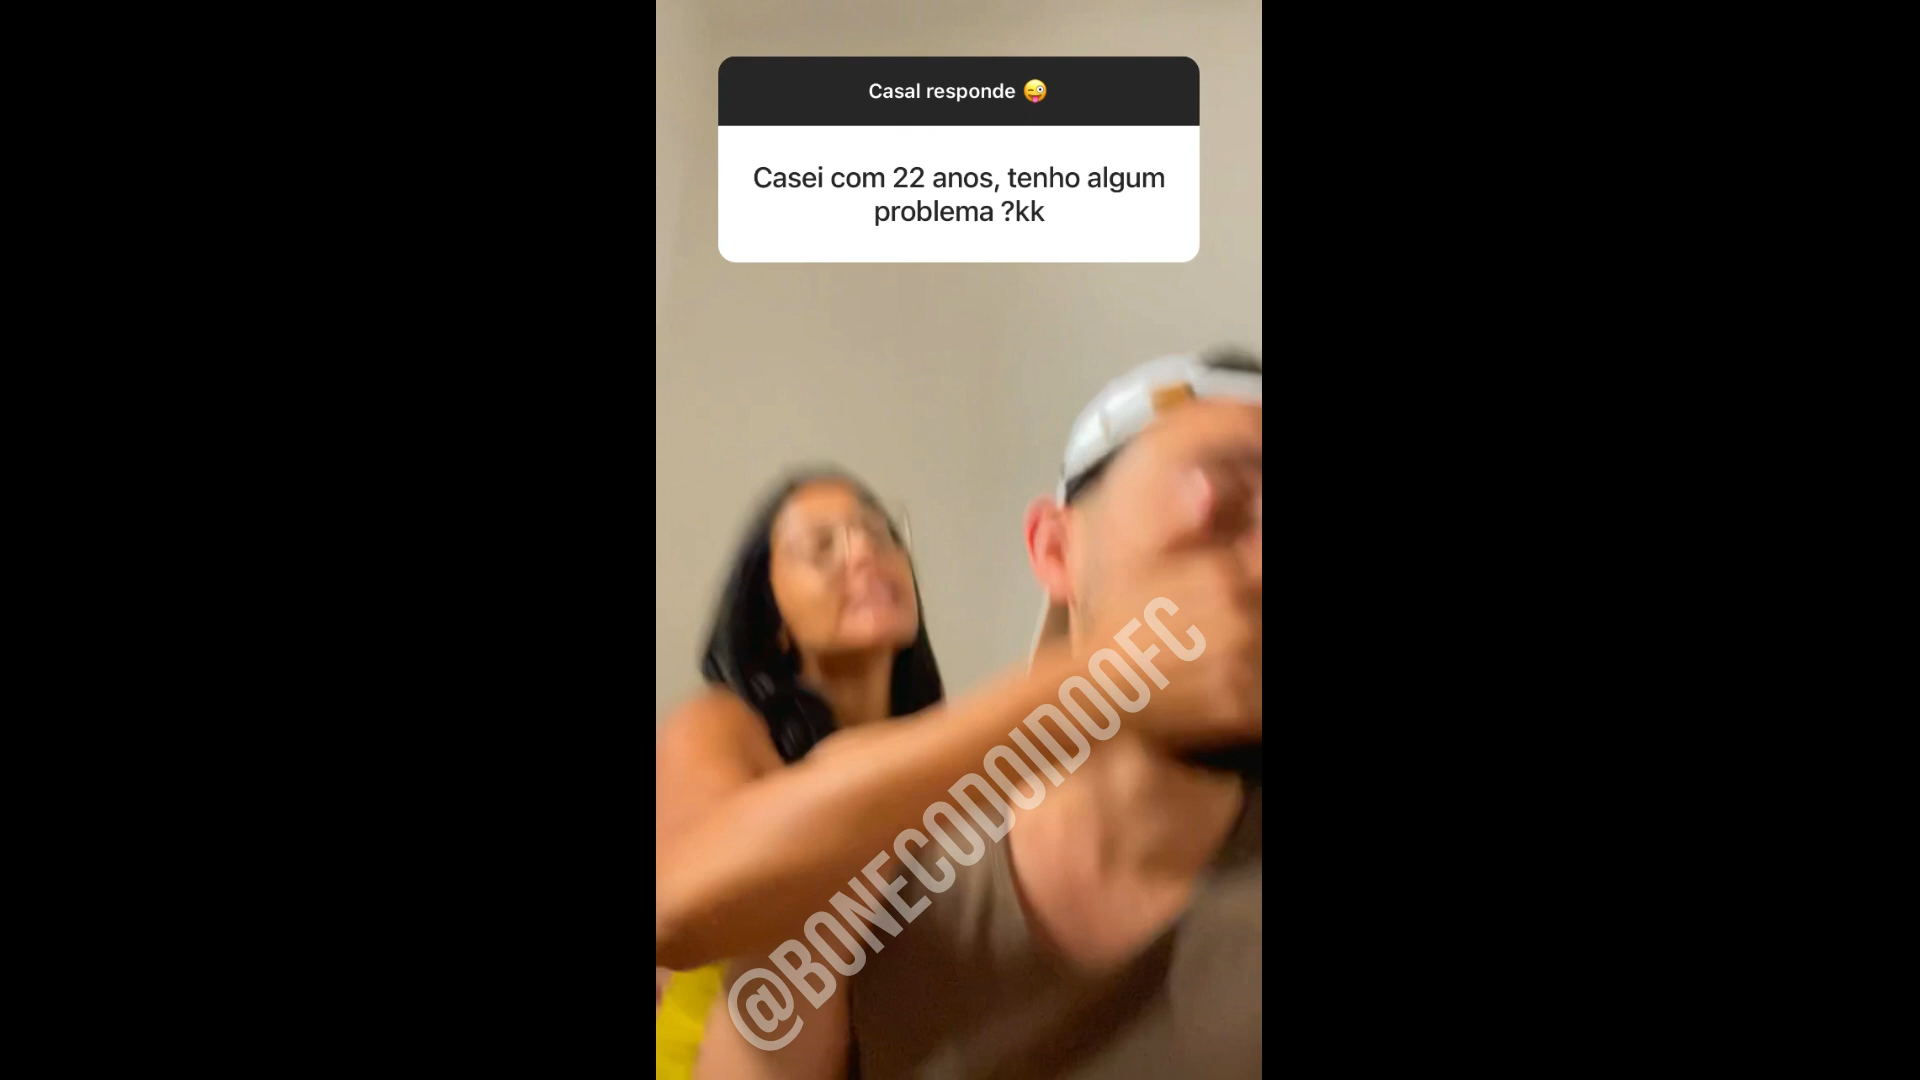 Casal responde 😜
Casei com 22 anos, tenho algum
problema ?kk
@BONECODOIDOOFC